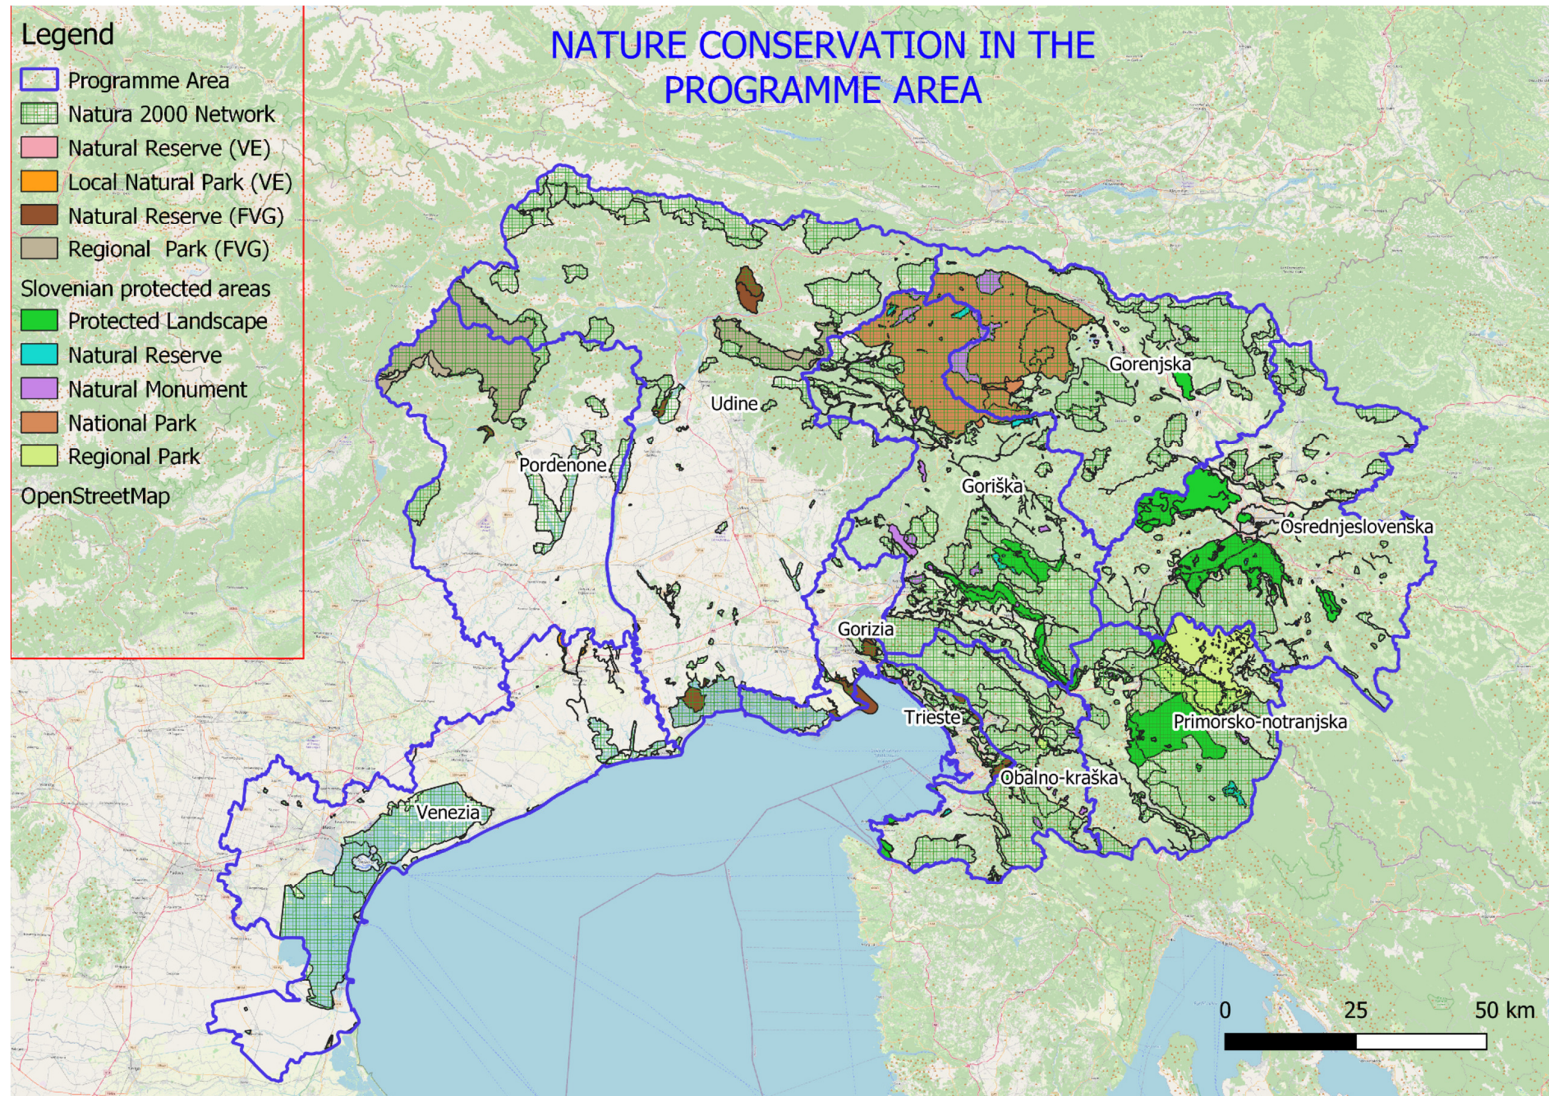 NATURE CONSERVATION IN THE
PROGRAMME AREA
Legend
Programme Area
Natura 2000 Network
Natural Reserve (VE)
Local Natural Park (VE)
Natural Reserve (FVG)
Regional Park (FVG)
Slovenian protected areas
Protected Landscape
Natural Reserve
Natural Monument
National Park
Regional Park
OpenStreetMap
Gorenjska
Udine
Pordenone
Goriška
Osrednjeslovenska
Gorizia
Trieste
Primorsko-notranjska
Obalno-kraška
Venezia
0 25 50 km